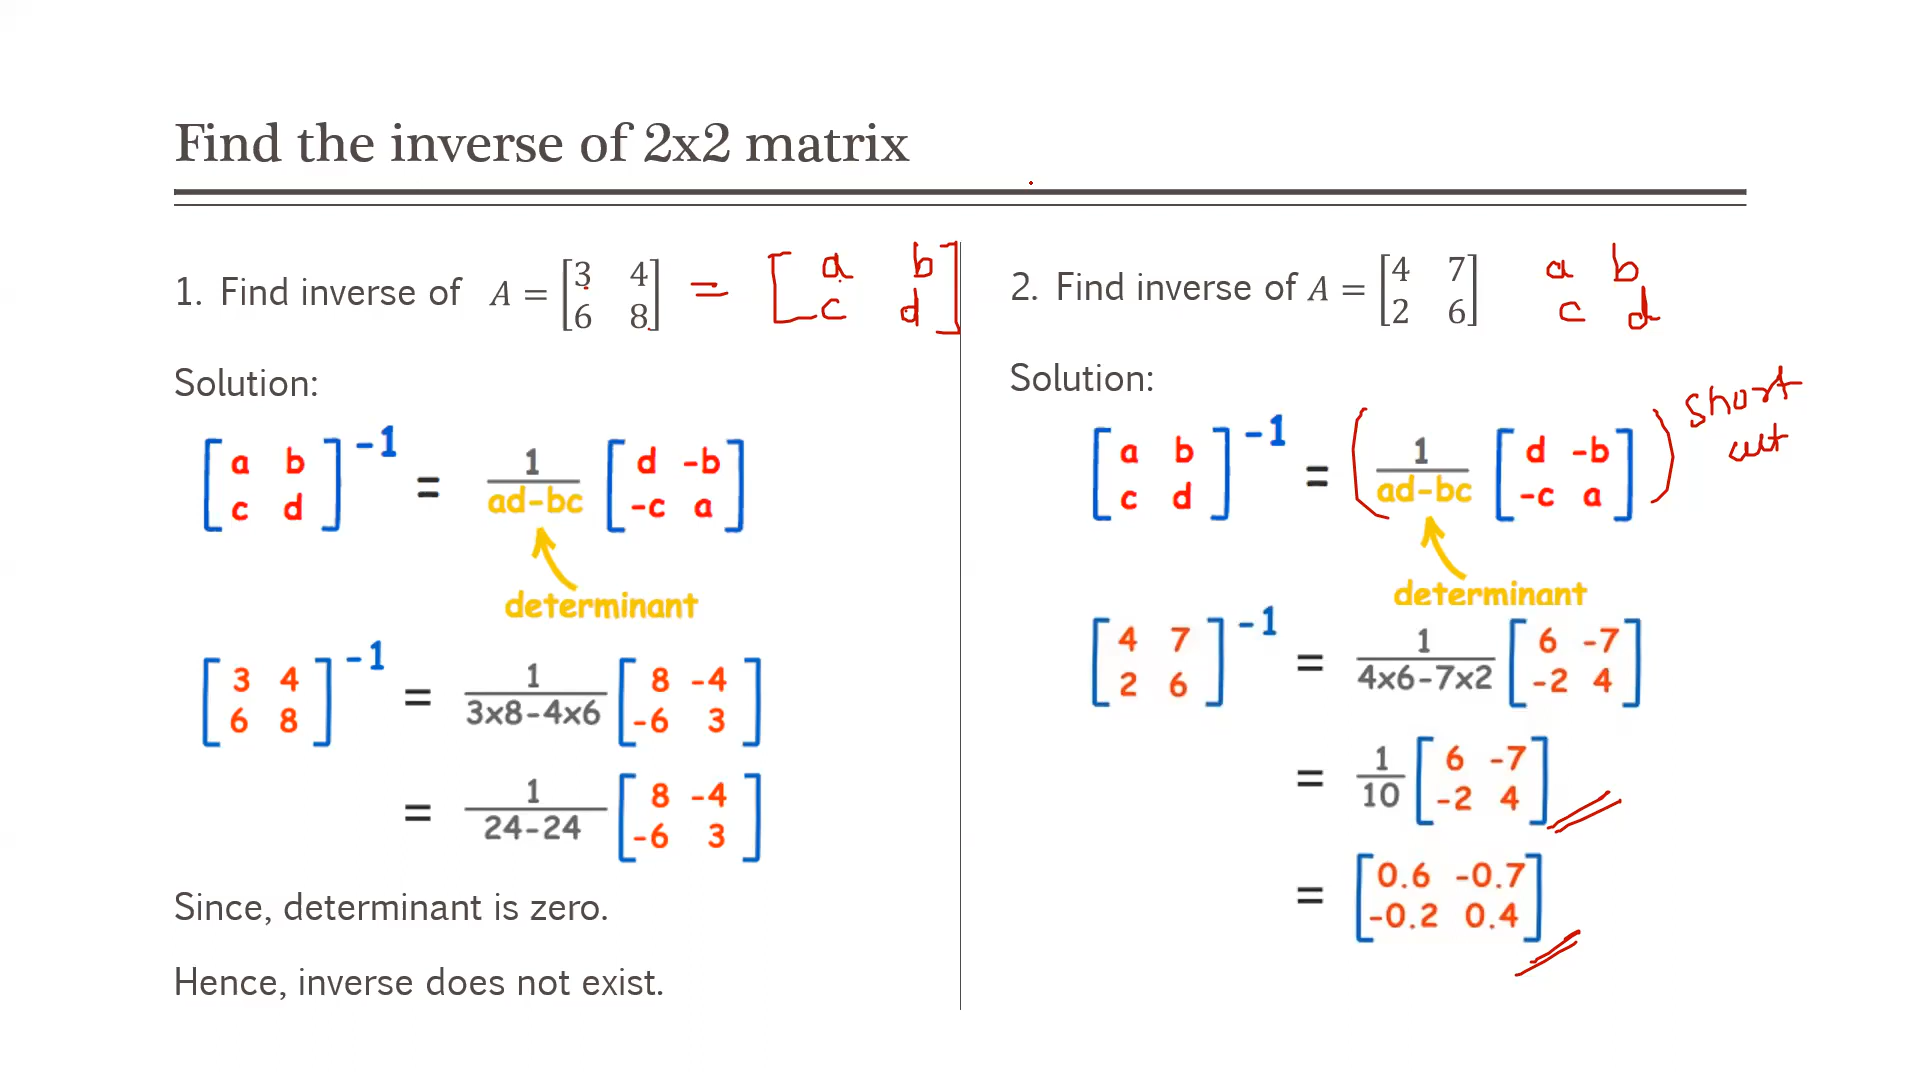 Find the inverse of 2x2 matrix
1. Find inverse of A = [3 4
6 8] = [a b
c d]
Solution:
[a b
c d]⁻¹ = 1/(ad-bc) [d -b
-c a]
determinant
[3 4
6 8]⁻¹ = 1/(3x8-4x6) [8 -4
-6 3]
= 1/(24-24) [8 -4
-6 3]
Since, determinant is zero.
Hence, inverse does not exist.
2. Find inverse of A = [4 7
2 6] a b
c d
Solution:
[a b
c d]⁻¹ = (1/(ad-bc) [d -b
-c a])
short
cut
determinant
[4 7
2 6]⁻¹ = 1/(4x6-7x2) [6 -7
-2 4]
= 1/10 [6 -7
-2 4]
= [0.6 -0.7
-0.2 0.4]